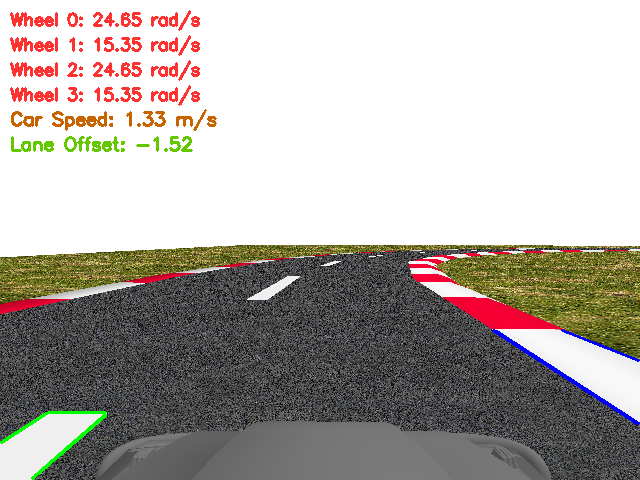 Wheel 0: 24.65 rad/s
Wheel 1: 15.35 rad/s
Wheel 2: 24.65 rad/s
Wheel 3: 15.35 rad/s
Car Speed: 1.33 m/s
Lane Offset: -1.52